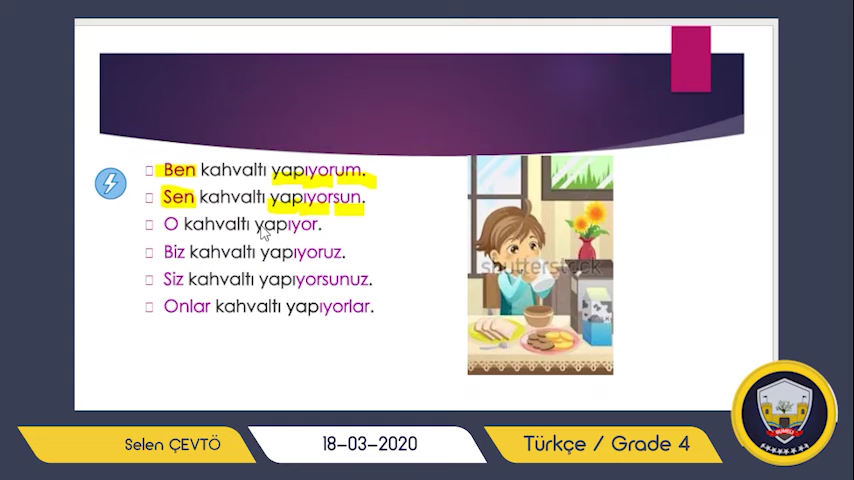 Ben kahvaltı yapıyorum.
Sen kahvaltı yapıyorsun.
O kahvaltı yapıyor.
Biz kahvaltı yapıyoruz.
Siz kahvaltı yapıyorsunuz.
Onlar kahvaltı yapıyorlar.
shutterstock
Selen ÇEVTÖ
18-03-2020
Türkçe / Grade 4
RUMELI